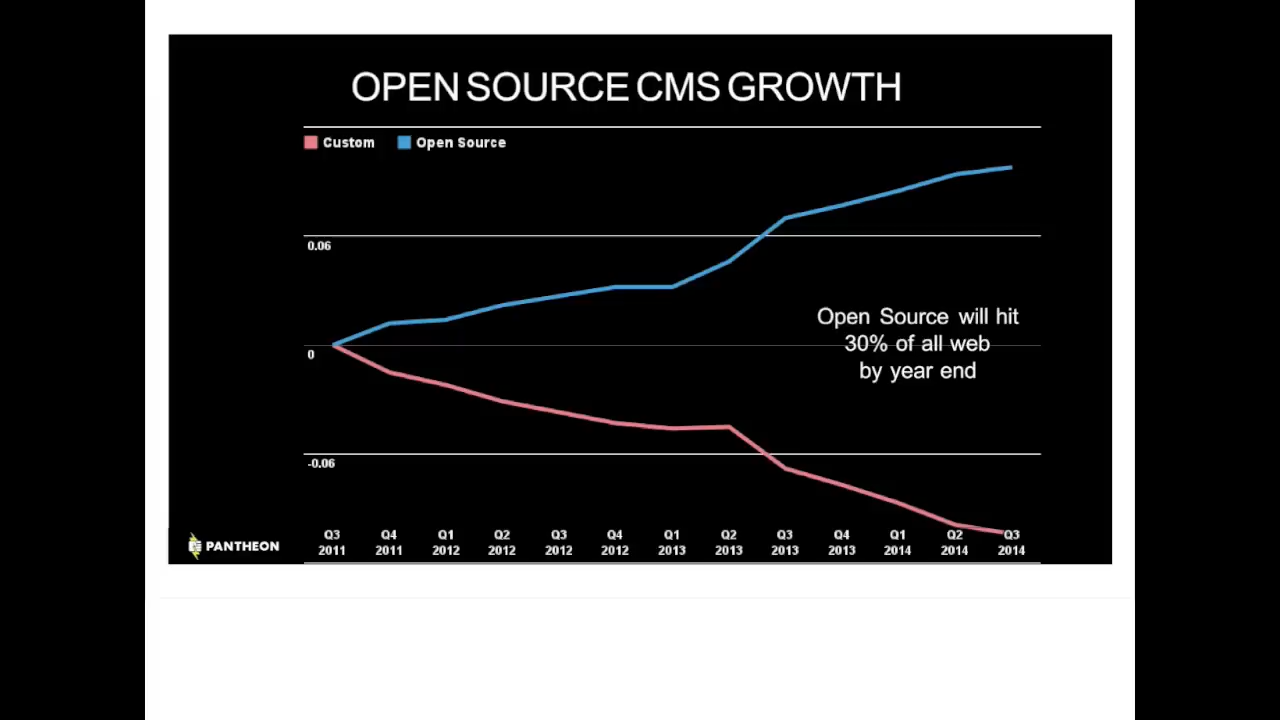 OPEN SOURCE CMS GROWTH
Custom Open Source
0.06
Open Source will hit
30% of all web
by year end
0
-0.06
PANTHEON
Q3 Q4 Q1 Q2 Q3 Q4 Q1 Q2 Q3 Q4 Q1 Q2 Q3
2011 2011 2012 2012 2012 2012 2013 2013 2013 2013 2014 2014 2014